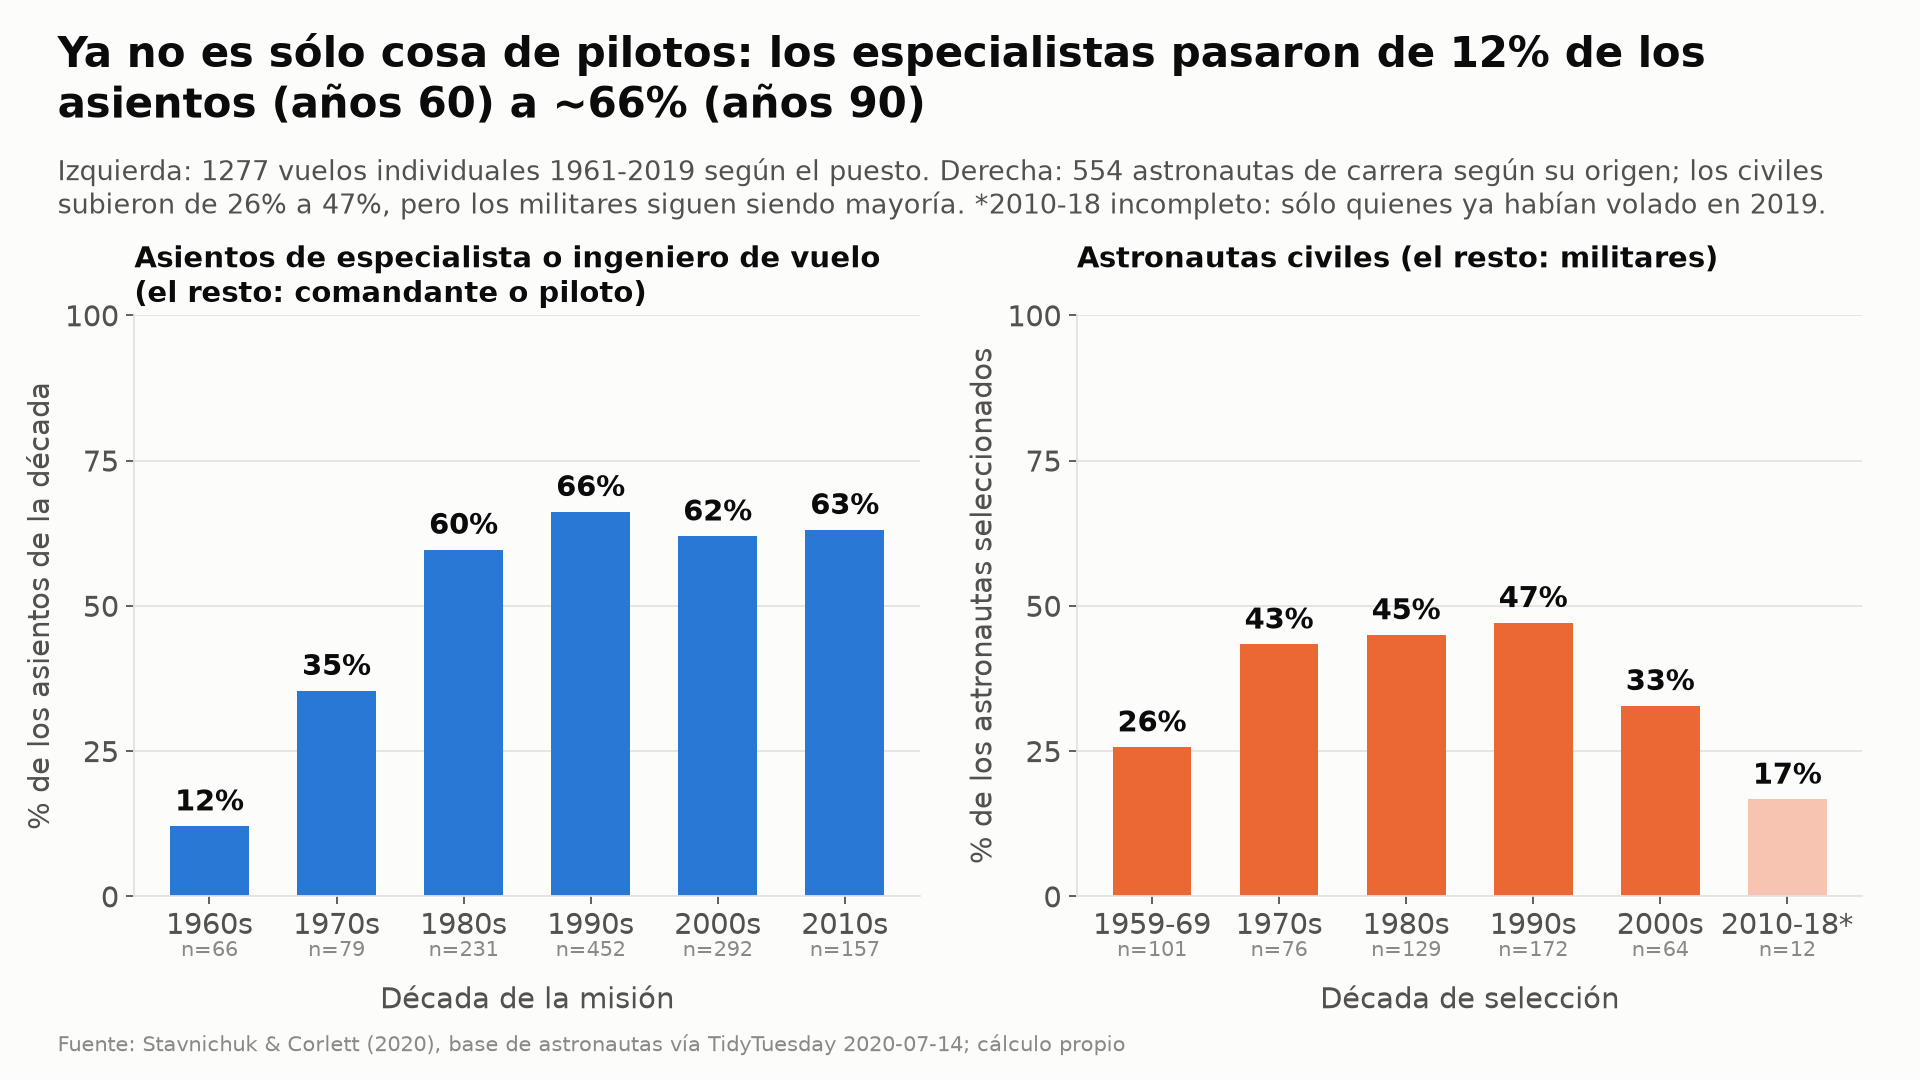 Ya no es sólo cosa de pilotos: los especialistas pasaron de 12% de los
asientos (años 60) a ~66% (años 90)
Izquierda: 1277 vuelos individuales 1961-2019 según el puesto. Derecha: 554 astronautas de carrera según su origen; los civiles
subieron de 26% a 47%, pero los militares siguen siendo mayoría. *2010-18 incompleto: sólo quienes ya habían volado en 2019.
Asientos de especialista o ingeniero de vuelo
(el resto: comandante o piloto)
% de los asientos de la década
100
75
50
25
0
12%
35%
60%
66%
62%
63%
1960s
1970s
1980s
1990s
2000s
2010s
n=66
n=79
n=231
n=452
n=292
n=157
Década de la misión
Astronautas civiles (el resto: militares)
% de los astronautas seleccionados
100
75
50
25
0
26%
43%
45%
47%
33%
17%
1959-69
1970s
1980s
1990s
2000s
2010-18*
n=101
n=76
n=129
n=172
n=64
n=12
Década de selección
Fuente: Stavnichuk & Corlett (2020), base de astronautas vía TidyTuesday 2020-07-14; cálculo propio